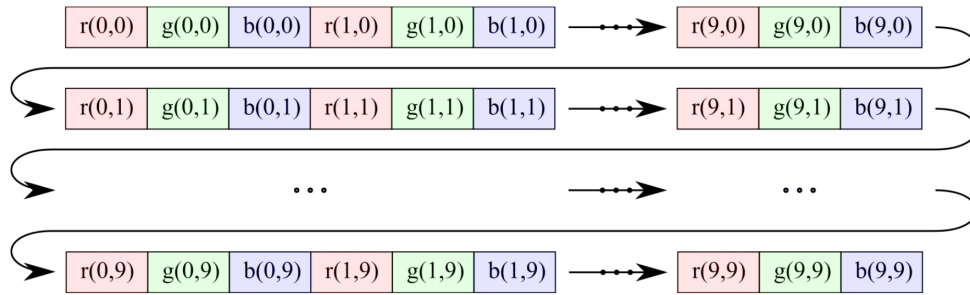 r(0,0) g(0,0) b(0,0) r(1,0) g(1,0) b(1,0) r(9,0) g(9,0) b(9,0)
r(0,1) g(0,1) b(0,1) r(1,1) g(1,1) b(1,1) r(9,1) g(9,1) b(9,1)
... ...
r(0,9) g(0,9) b(0,9) r(1,9) g(1,9) b(1,9) r(9,9) g(9,9) b(9,9)